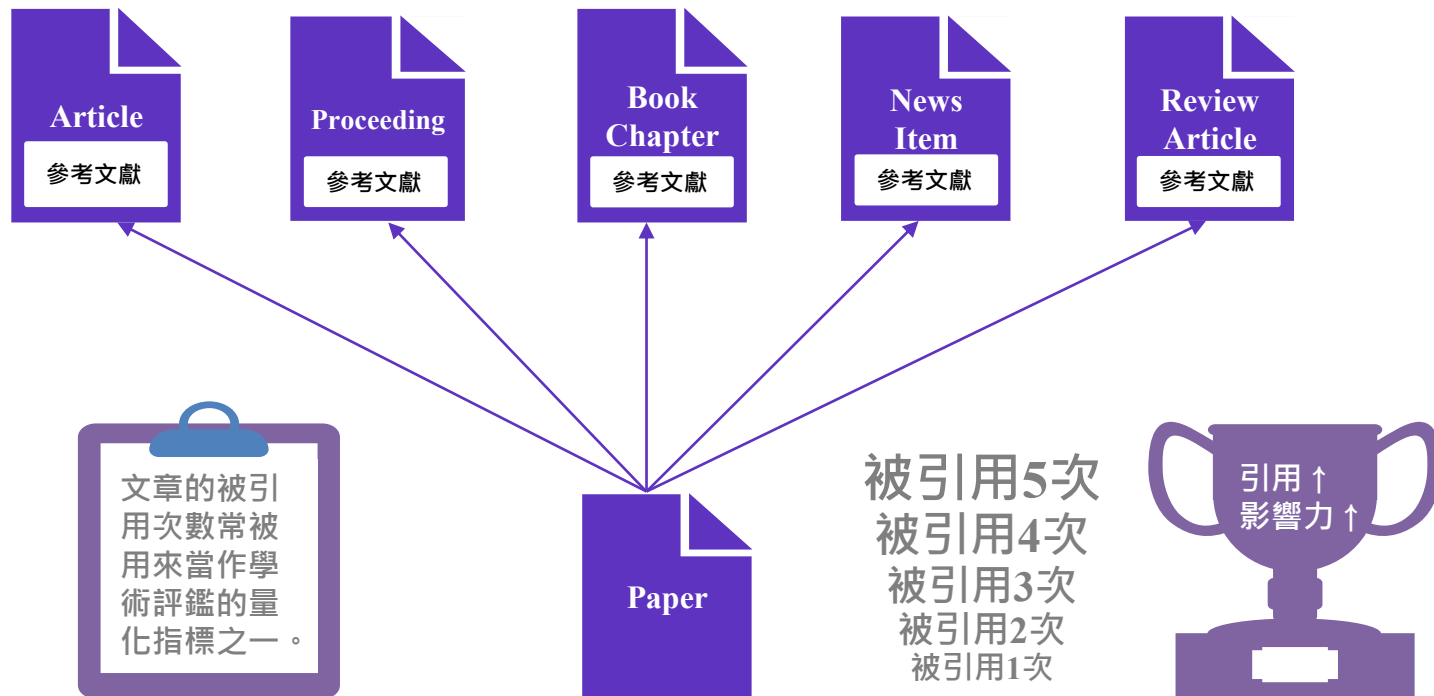 Article
參考文獻
Proceeding
參考文獻
Book
Chapter
參考文獻
News
Item
參考文獻
Review
Article
參考文獻
文章的被引
用次數常被
用來當作學
術評鑑的量
化指標之一。
Paper
被引用5次
被引用4次
被引用3次
被引用2次
被引用1次
引用↑
影響力↑